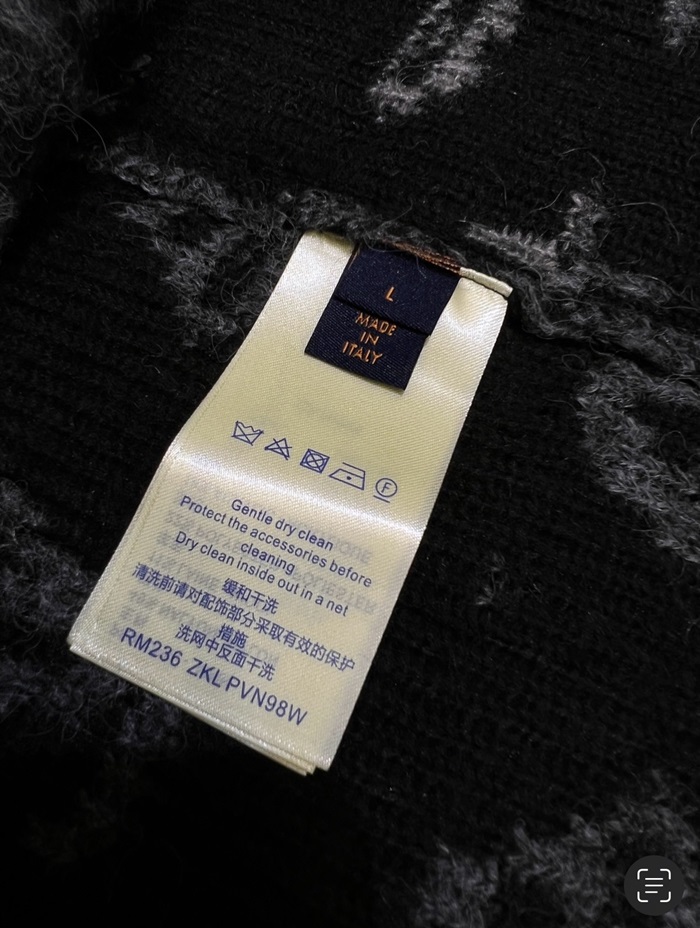 L
MADE
IN
ITALY
F
Gentle dry clean
Protect the accessories before
cleaning
Dry clean inside out in a net
缓和干洗
清洗前请对配饰部分采取有效的保护
措施
洗网中反面干洗
RM236 ZKL PVN98W